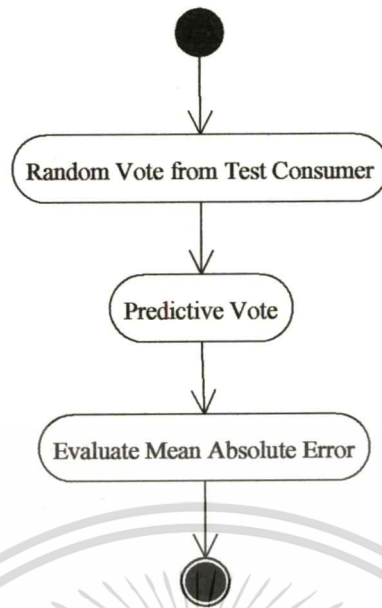 Random Vote from Test Consumer
Predictive Vote
Evaluate Mean Absolute Error